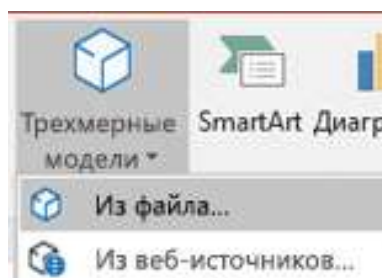 Трехмерные
модели
SmartArt
Диагр
Из файла...
Из веб-источников...